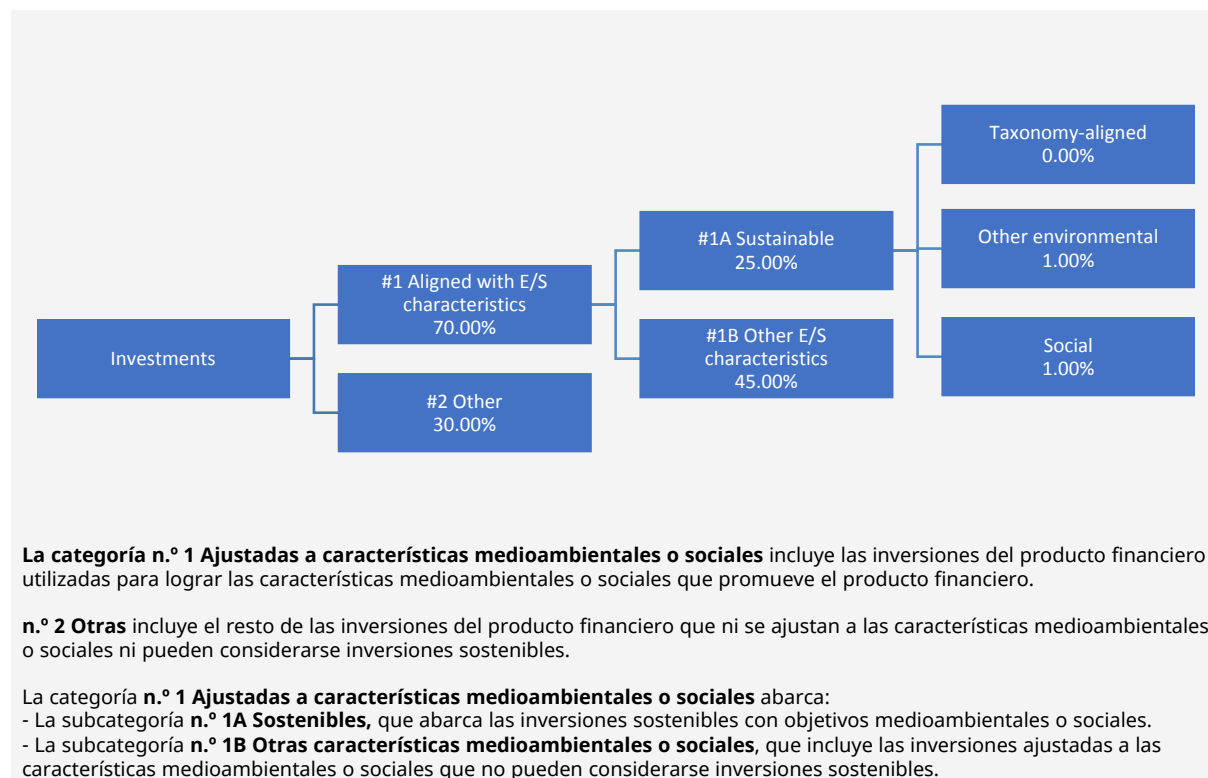 Taxonomy-aligned
0.00%
#1A Sustainable
25.00%
Other environmental
1.00%
#1 Aligned with E/S
characteristics
70.00%
Investments
#1B Other E/S
characteristics
45.00%
Social
1.00%
#2 Other
30.00%
La categoría n.º 1 Ajustadas a características medioambientales o sociales incluye las inversiones del producto financiero
utilizadas para lograr las características medioambientales o sociales que promueve el producto financiero.
n.º 2 Otras incluye el resto de las inversiones del producto financiero que ni se ajustan a las características medioambientales
o sociales ni pueden considerarse inversiones sostenibles.
La categoría n.º 1 Ajustadas a características medioambientales o sociales abarca:
- La subcategoría n.º 1A Sostenibles, que abarca las inversiones sostenibles con objetivos medioambientales o sociales.
- La subcategoría n.º 1B Otras características medioambientales o sociales, que incluye las inversiones ajustadas a las
características medioambientales o sociales que no pueden considerarse inversiones sostenibles.